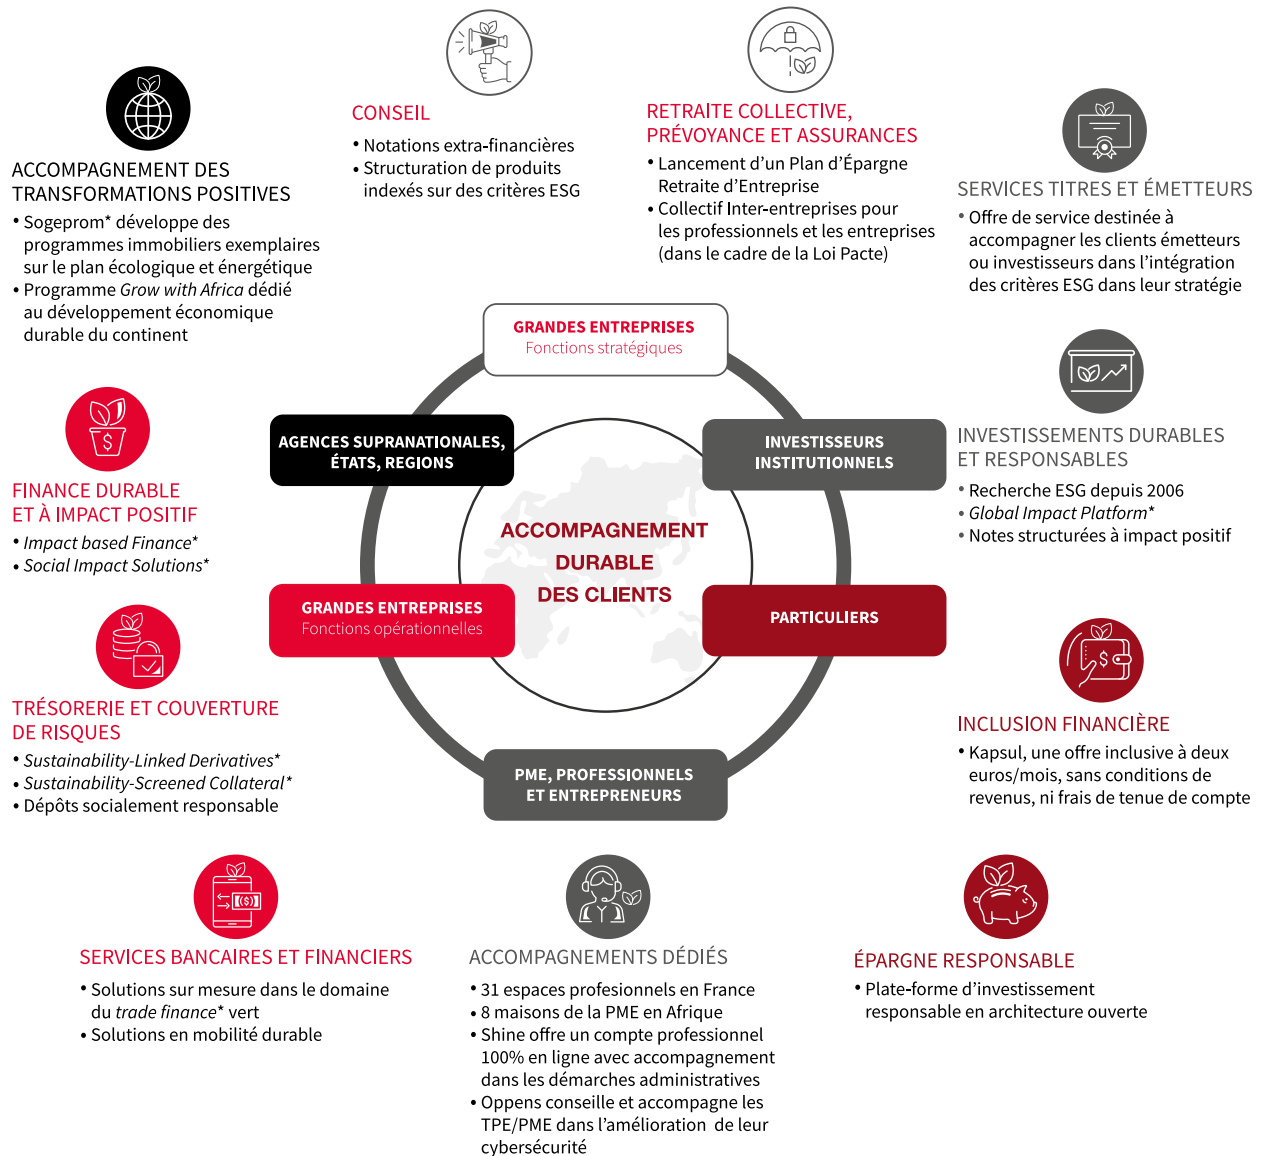 CONSEIL
• Notations extra-financières
• Structuration de produits
indexés sur des critères ESG
RETRAITE COLLECTIVE,
PRÉVOYANCE ET ASSURANCES
• Lancement d’un Plan d’Épargne
Retraite d’Entreprise
• Collectif Inter-entreprises pour
les professionnels et les entreprises
(dans le cadre de la Loi Pacte)
ACCOMPAGNEMENT DES
TRANSFORMATIONS POSITIVES
• Sogeprom* développe des
programmes immobiliers exemplaires
sur le plan écologique et énergétique
• Programme Grow with Africa dédié
au développement économique
durable du continent
SERVICES TITRES ET ÉMETTEURS
• Offre de service destinée à
accompagner les clients émetteurs
ou investisseurs dans l’intégration
des critères ESG dans leur stratégie
GRANDES ENTREPRISES
Fonctions stratégiques
AGENCES SUPRANATIONALES,
ÉTATS, REGIONS
INVESTISSEURS
INSTITUTIONNELS
ACCOMPAGNEMENT
DURABLE
DES CLIENTS
GRANDES ENTREPRISES
Fonctions opérationnelles
PARTICULIERS
PME, PROFESSIONNELS
ET ENTREPRENEURS
$
FINANCE DURABLE
ET À IMPACT POSITIF
• Impact based Finance*
• Social Impact Solutions*
INVESTISSEMENTS DURABLES
ET RESPONSABLES
• Recherche ESG depuis 2006
• Global Impact Platform*
• Notes structurées à impact positif
TRÉSORERIE ET COUVERTURE
DE RISQUES
• Sustainability-Linked Derivatives*
• Sustainability-Screened Collateral*
• Dépôts socialement responsable
$
INCLUSION FINANCIÈRE
• Kapsul, une offre inclusive à deux
euros/mois, sans conditions de
revenus, ni frais de tenue de compte
$
SERVICES BANCAIRES ET FINANCIERS
• Solutions sur mesure dans le domaine
du trade finance* vert
• Solutions en mobilité durable
ACCOMPAGNEMENTS DÉDIÉS
• 31 espaces profesionnels en France
• 8 maisons de la PME en Afrique
• Shine offre un compte professionnel
100% en ligne avec accompagnement
dans les démarches administratives
• Oppens conseille et accompagne les
TPE/PME dans l’amélioration de leur
cybersécurité
ÉPARGNE RESPONSABLE
• Plate-forme d’investissement
responsable en architecture ouverte